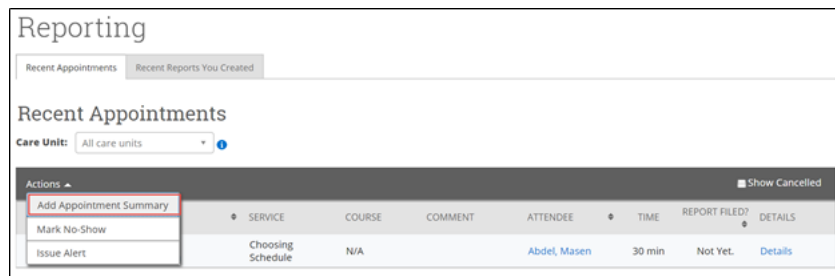 Reporting
Recent Appointments Recent Reports You Created
Recent Appointments
Care Unit: All care units
Actions Show Cancelled
Add Appointment Summary
SERVICE COURSE COMMENT ATTENDEE TIME REPORT FILED? DETAILS
Mark No-Show
Issue Alert
Choosing Schedule N/A Abdel, Masen 30 min Not Yet. Details